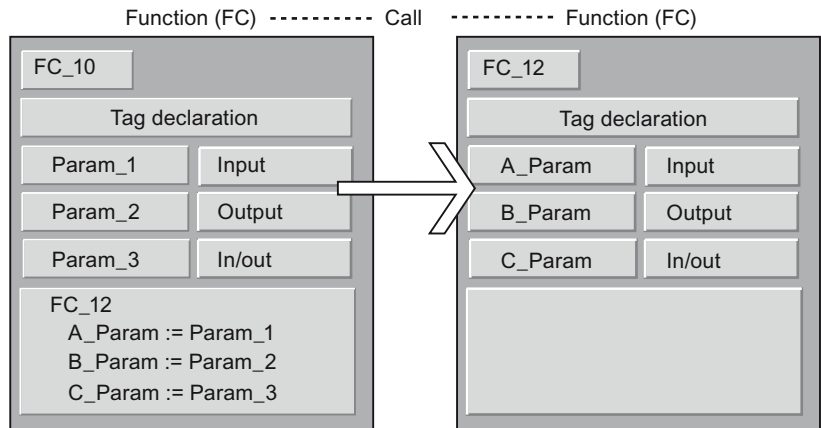 Function (FC) Call Function (FC)
FC_10
Tag declaration
Param_1 Input
Param_2 Output
Param_3 In/out
FC_12
A_Param := Param_1
B_Param := Param_2
C_Param := Param_3
FC_12
Tag declaration
A_Param Input
B_Param Output
C_Param In/out